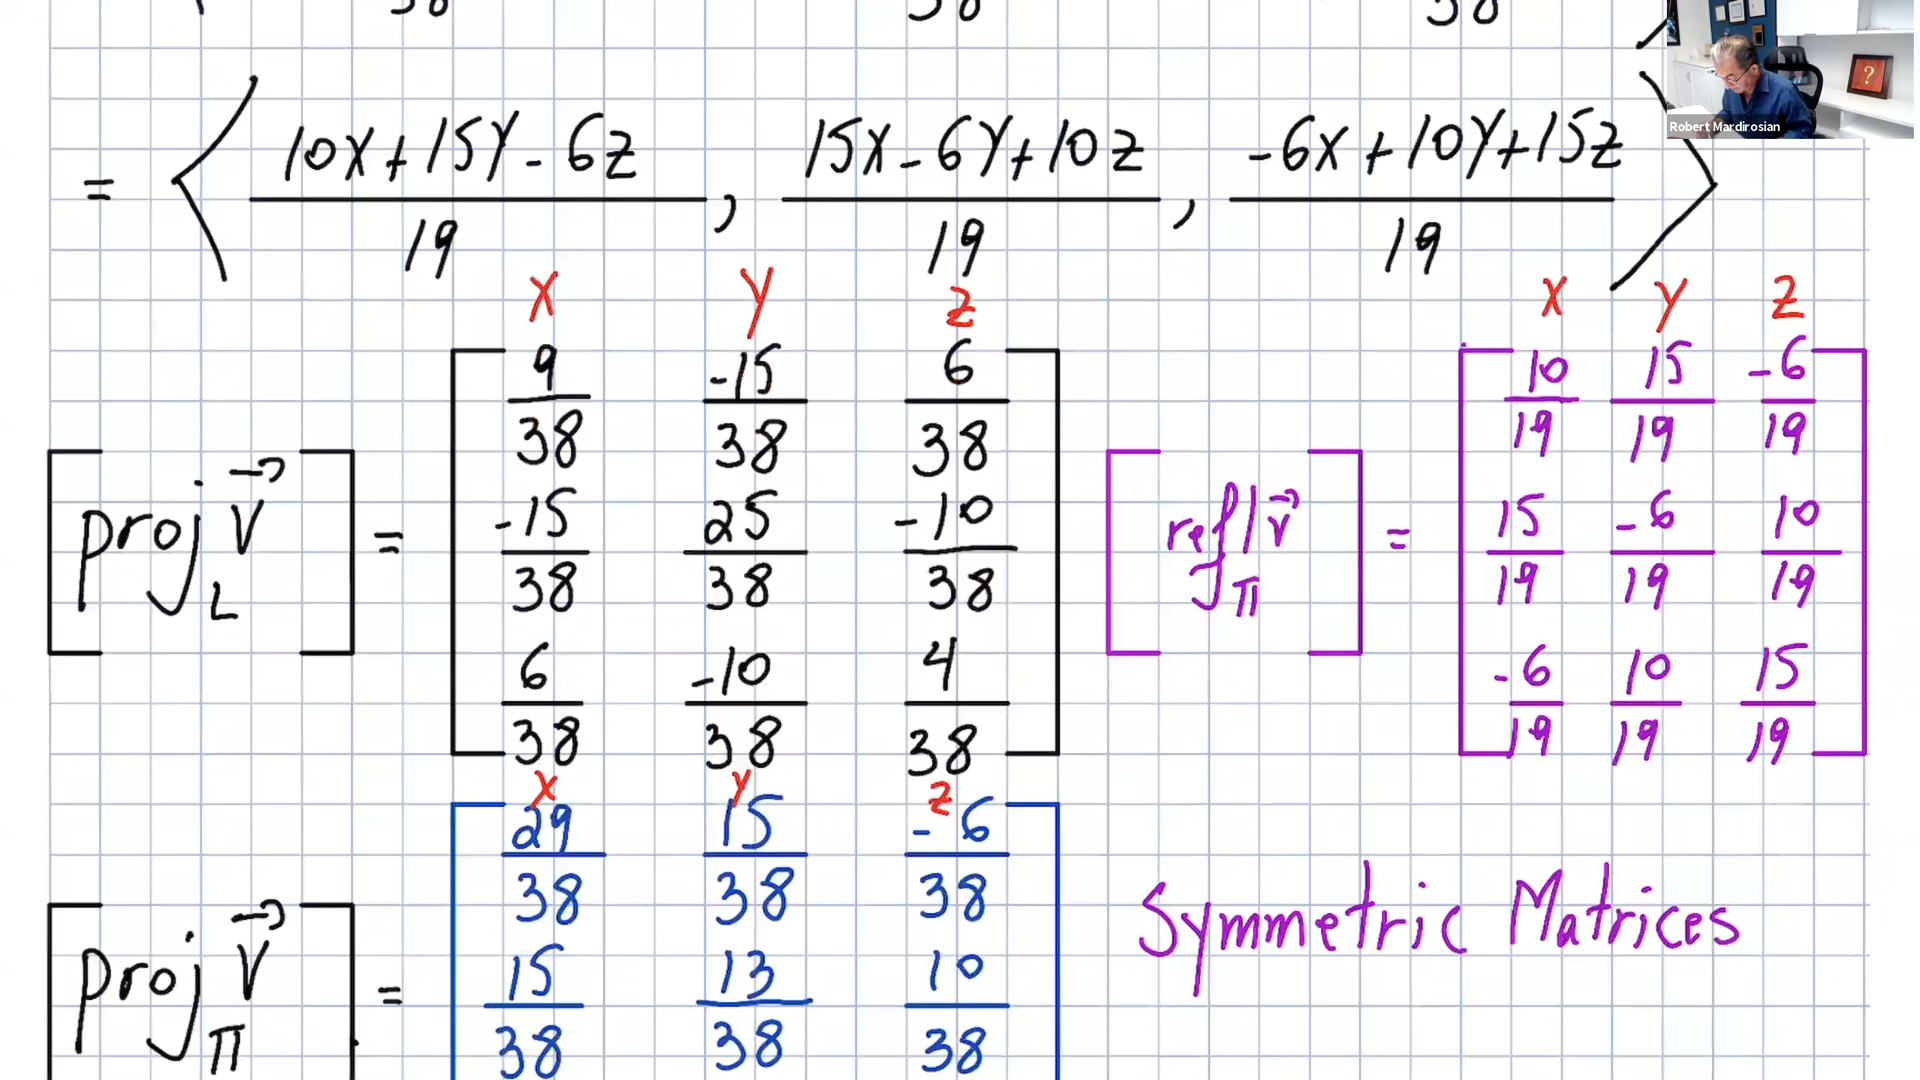 38 38 38
= < 10x+15y-6z / 19 , 15x-6y+10z / 19 , -6x+10y+15z / 19 >
Robert Mardirosian
?
x y z
[proj_L v⃗] = [ 9/38 -15/38 6/38
-15/38 25/38 -10/38
6/38 -10/38 4/38 ]
x y z
[refl_π v⃗] = [ 10/19 15/19 -6/19
15/19 -6/19 10/19
-6/19 10/19 15/19 ]
x y z
[proj_π v⃗] = [ 29/38 15/38 -6/38
15/38 13/38 10/38
Symmetric Matrices